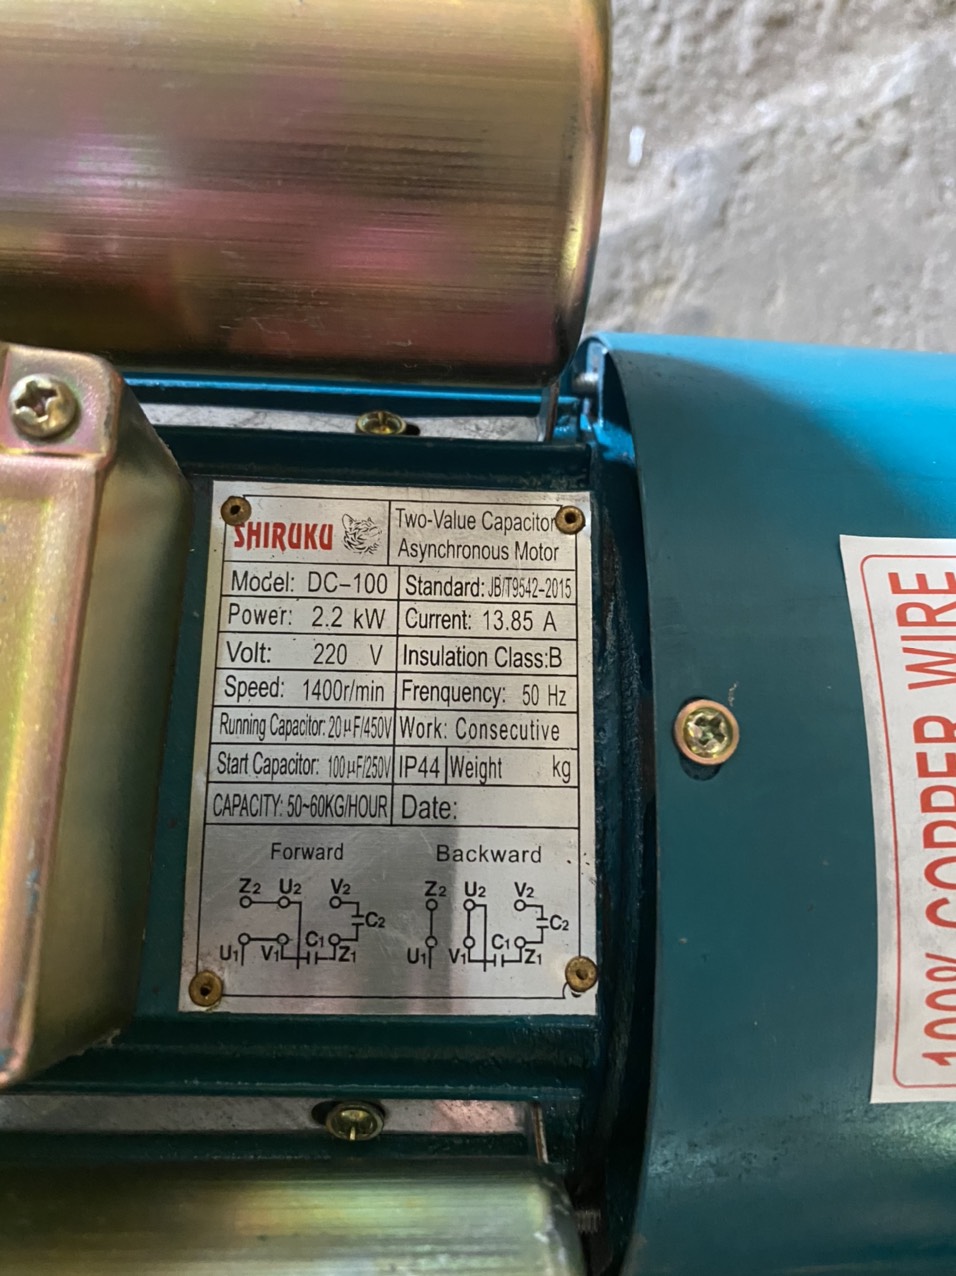 SHIRUKU
Two-Value Capacitor
Asynchronous Motor
Model: DC-100
Standard: JB/T9542-2015
Power: 2.2 kW
Current: 13.85 A
Volt: 220 V
Insulation Class:B
Speed: 1400r/min
Frenquency: 50 Hz
Running Capacitor: 20μF/450V
Work: Consecutive
Start Capacitor: 100μF/250V
IP44
Weight kg
CAPACITY: 50~60KG/HOUR
Date:
Forward
Backward
Z2 U2 V2
Z2 U2 V2
C2
C2
U1 V1 C1 Z1
U1 V1 C1 Z1
100% COPPER WIRE